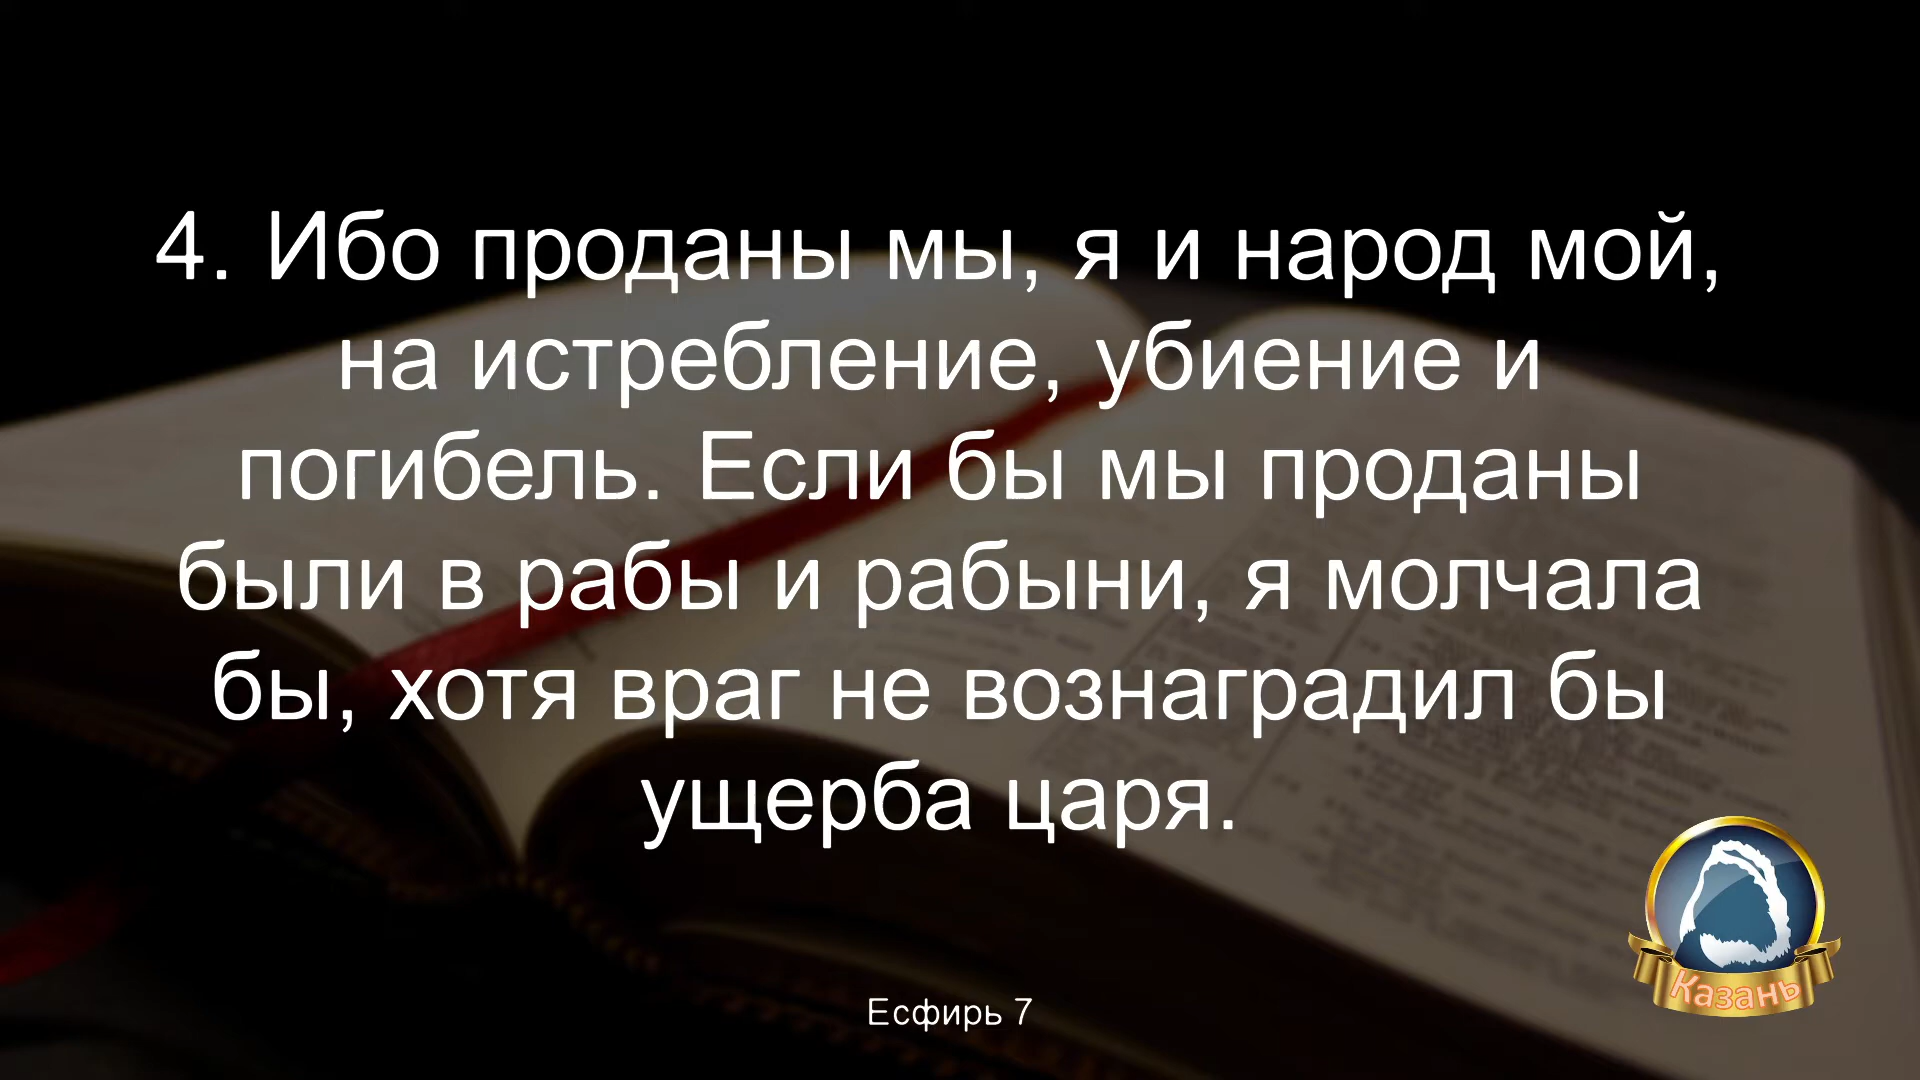 4. Ибо проданы мы, я и народ мой,
на истребление, убиение и
погибель. Если бы мы проданы
были в рабы и рабыни, я молчала
бы, хотя враг не вознаградил бы
ущерба царя.
Есфирь 7
Казань